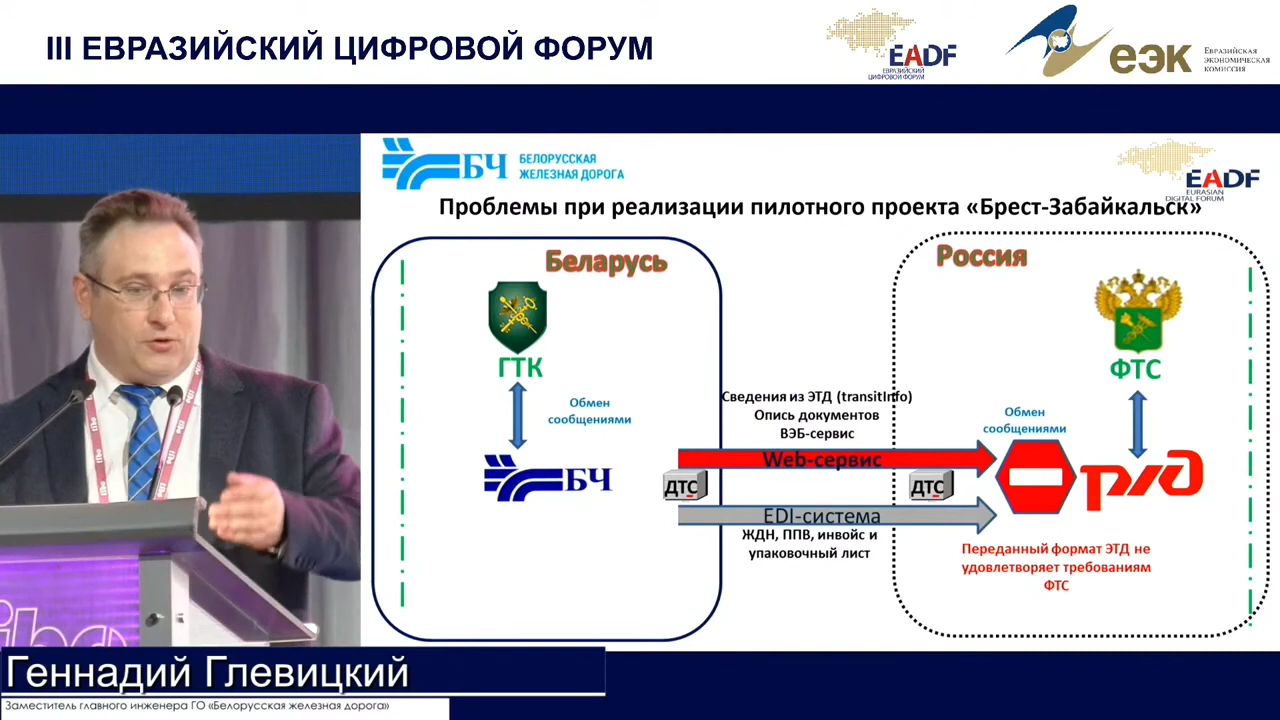 III ЕВРАЗИЙСКИЙ ЦИФРОВОЙ ФОРУМ
EADF
ЕВРАЗИЙСКИЙ
ЦИФРОВОЙ ФОРУМ
ЕЭК
ЕВРАЗИЙСКАЯ
ЭКОНОМИЧЕСКАЯ
КОМИССИЯ
БЧ
БЕЛОРУССКАЯ
ЖЕЛЕЗНАЯ ДОРОГА
EADF
EURASIAN
DIGITAL FORUM
Проблемы при реализации пилотного проекта «Брест-Забайкальск»
Беларусь
Россия
ГТК
ФТС
Обмен
сообщениями
Сведения из ЭТД (transitInfo)
Опись документов
ВЭБ-сервис
Обмен
сообщениями
Web-сервис
БЧ
ДТС
ДТС
ржд
EDI-система
ЖДН, ППВ, инвойс и
упаковочный лист
Переданный формат ЭТД не
удовлетворяет требованиям
ФТС
Геннадий Глевицкий
Заместитель главного инженера ГО «Белорусская железная дорога»